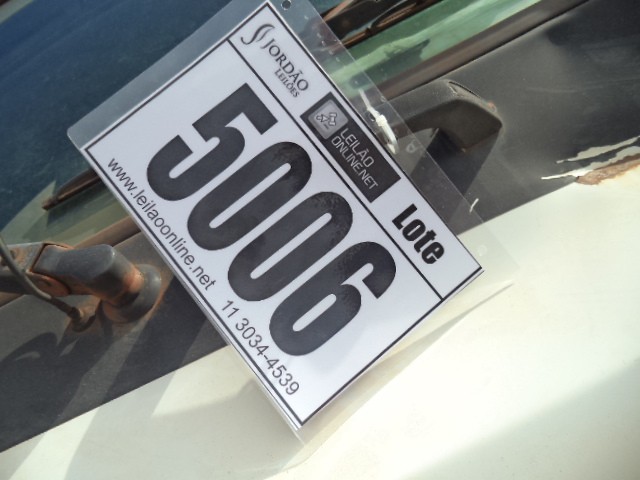 JORDÃO
LEILÕES
LEILÃO
ONLINE.NET
Lote
5006
www.leilaoonline.net 11 3034-4539